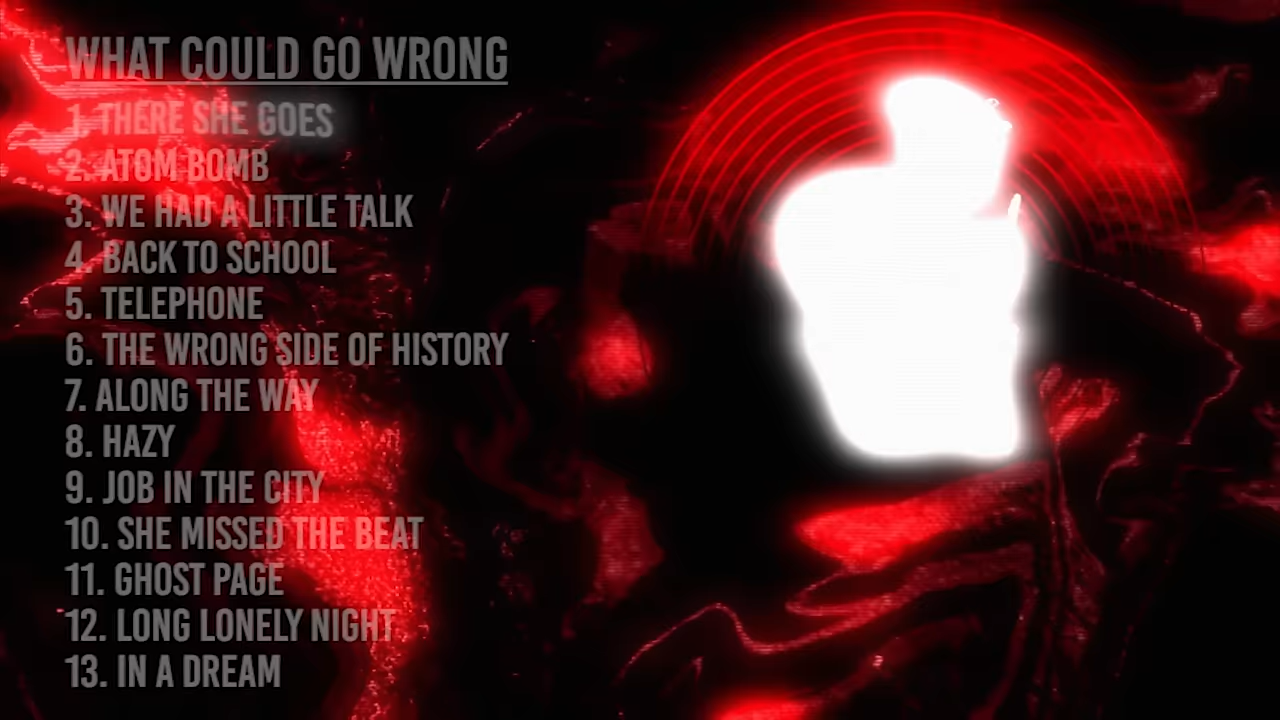 WHAT COULD GO WRONG
1. THERE SHE GOES
2. ATOM BOMB
3. WE HAD A LITTLE TALK
4. BACK TO SCHOOL
5. TELEPHONE
6. THE WRONG SIDE OF HISTORY
7. ALONG THE WAY
8. HAZY
9. JOB IN THE CITY
10. SHE MISSED THE BEAT
11. GHOST PAGE
12. LONG LONELY NIGHT
13. IN A DREAM